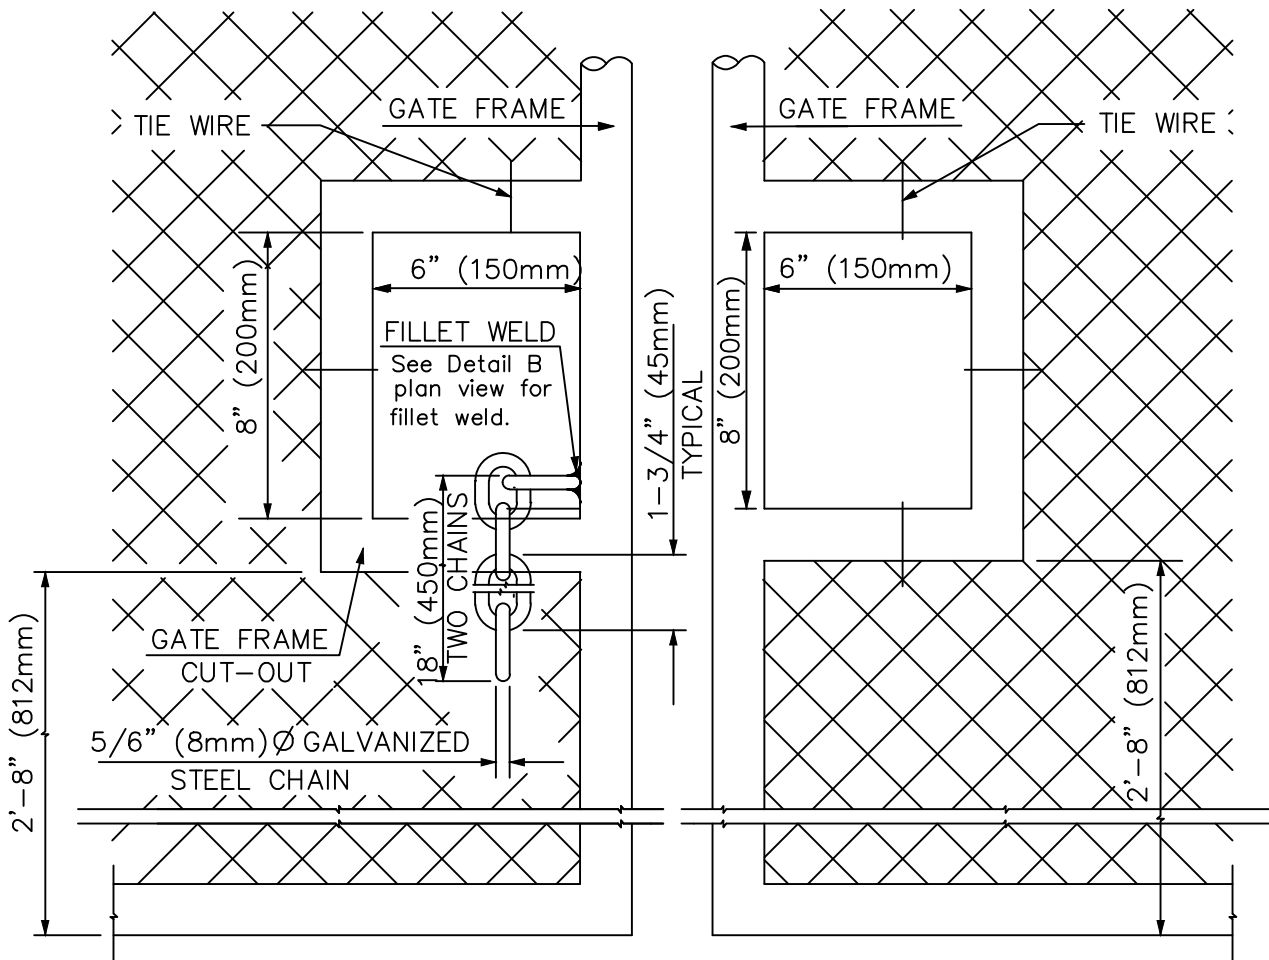 GATE FRAME
GATE FRAME
TIE WIRE
TIE WIRE
6” (150mm)
6” (150mm)
8” (200mm)
8” (200mm)
FILLET WELD
See Detail B
plan view for
fillet weld.
1-3/4” (45mm)
TYPICAL
18” (450mm)
TWO CHAINS
GATE FRAME
CUT-OUT
2'-8” (812mm)
2'-8” (812mm)
5/6” (8mm)Ø GALVANIZED
STEEL CHAIN